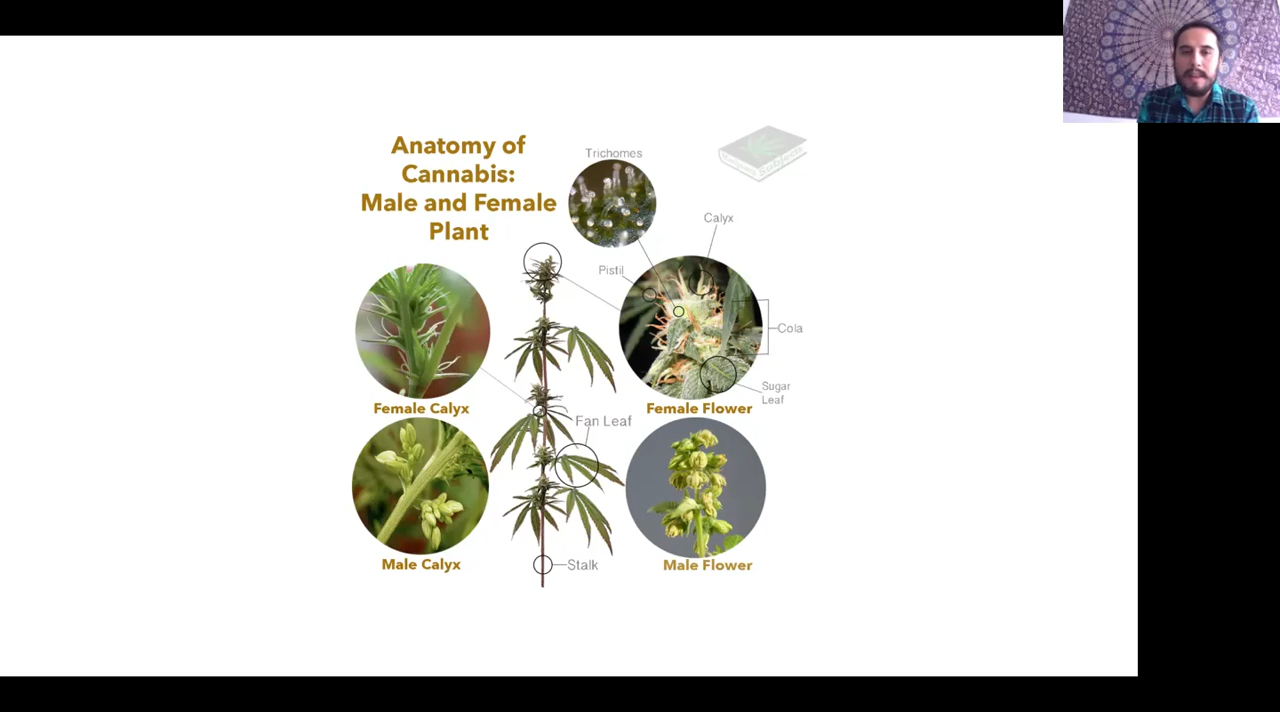 Anatomy of
Cannabis:
Male and Female
Plant
Trichomes
Calyx
Pistil
Cola
Sugar
Leaf
Female Calyx
Female Flower
Fan Leaf
Male Calyx
Stalk
Male Flower